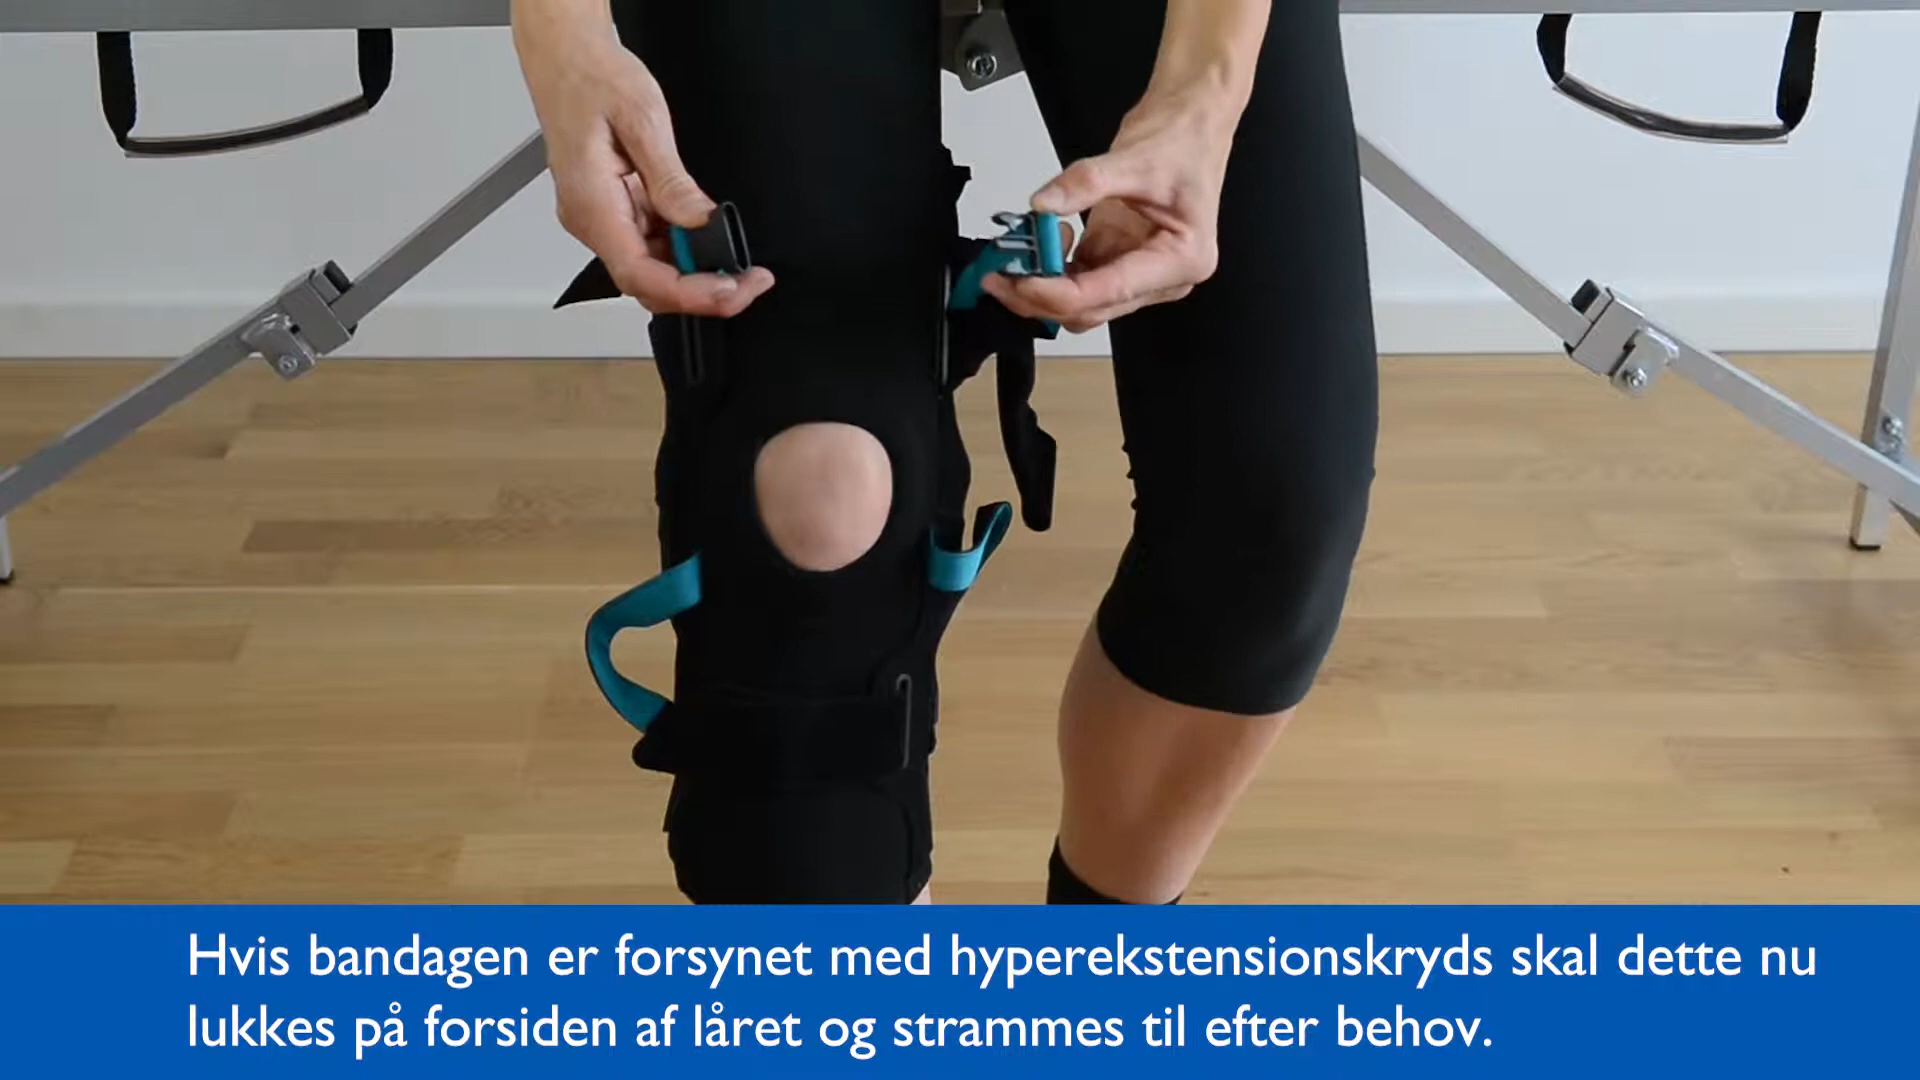 Hvis bandagen er forsynet med hyperekstensionskryds skal dette nu
lukkes på forsiden af låret og strammes til efter behov.